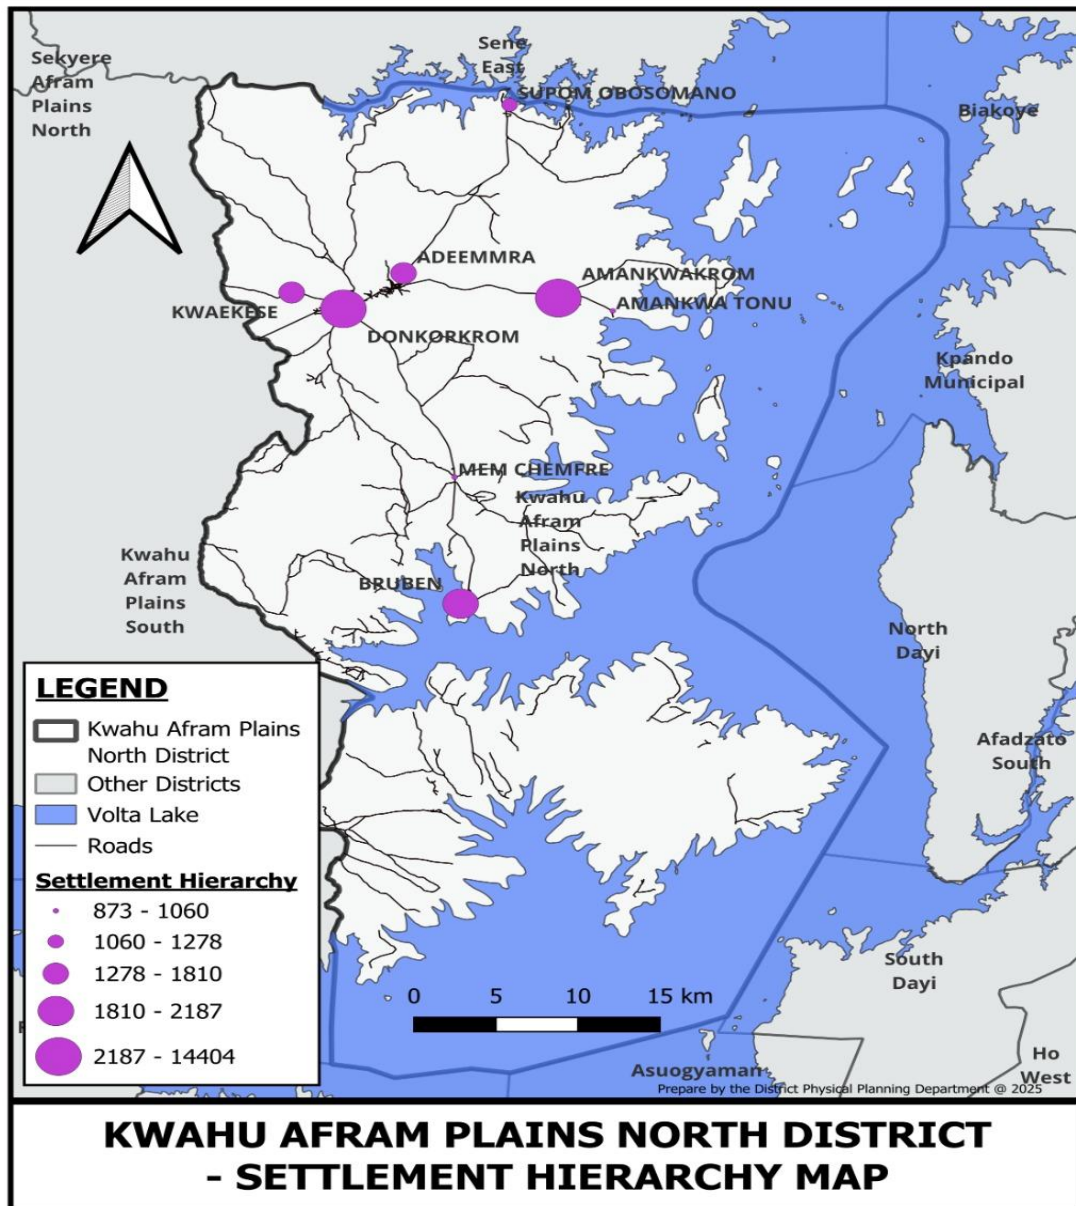 Sekyere
Afram
Plains
North
Sene
East
SUPOM OBOSOMANO
Biakoye
ADEEMMRA
AMANKWAKROM
KWAEKESE
AMANKWA TONU
DONKORKROM
Kpando
Municipal
MEM CHEMFRE
Kwahu
Afram
Plains
North
Kwahu
Afram
Plains
South
BRUBEN
North
Dayi
Afadzato
South
LEGEND
Kwahu Afram Plains
North District
Other Districts
Volta Lake
Roads
Settlement Hierarchy
873 - 1060
1060 - 1278
1278 - 1810
1810 - 2187
2187 - 14404
0 5 10 15 km
South
Dayi
Asuogyaman
Ho
West
Prepare by the District Physical Planning Department @ 2025
KWAHU AFRAM PLAINS NORTH DISTRICT
- SETTLEMENT HIERARCHY MAP